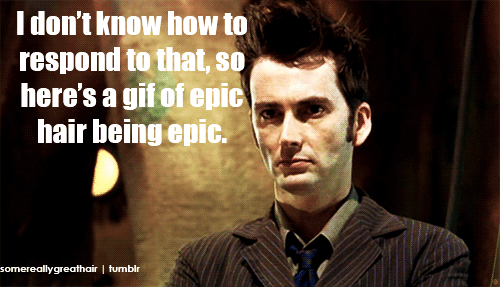 I don't know how to
respond to that, so
here's a gif of epic
hair being epic.
somereallygreathair | tumblr